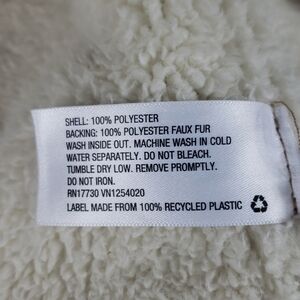 SHELL: 100% POLYESTER
BACKING: 100% POLYESTER FAUX FUR
WASH INSIDE OUT. MACHINE WASH IN COLD
WATER SEPARATELY. DO NOT BLEACH.
TUMBLE DRY LOW. REMOVE PROMPTLY.
DO NOT IRON.
RN17730 VN1254020
LABEL MADE FROM 100% RECYCLED PLASTIC